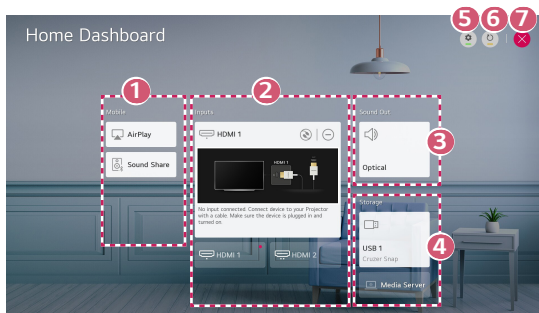 Home Dashboard
5 6 7
1
2
Mobile
Inputs
Sound Out
AirPlay
Sound Share
HDMI 1
HDMI 1
No input connected. Connect device to your Projector
with a cable. Make sure the device is plugged in and
turned on
HDMI 1
HDMI 2
3
Optical
Storage
4
USB 1
Cruzer Snap
Media Server